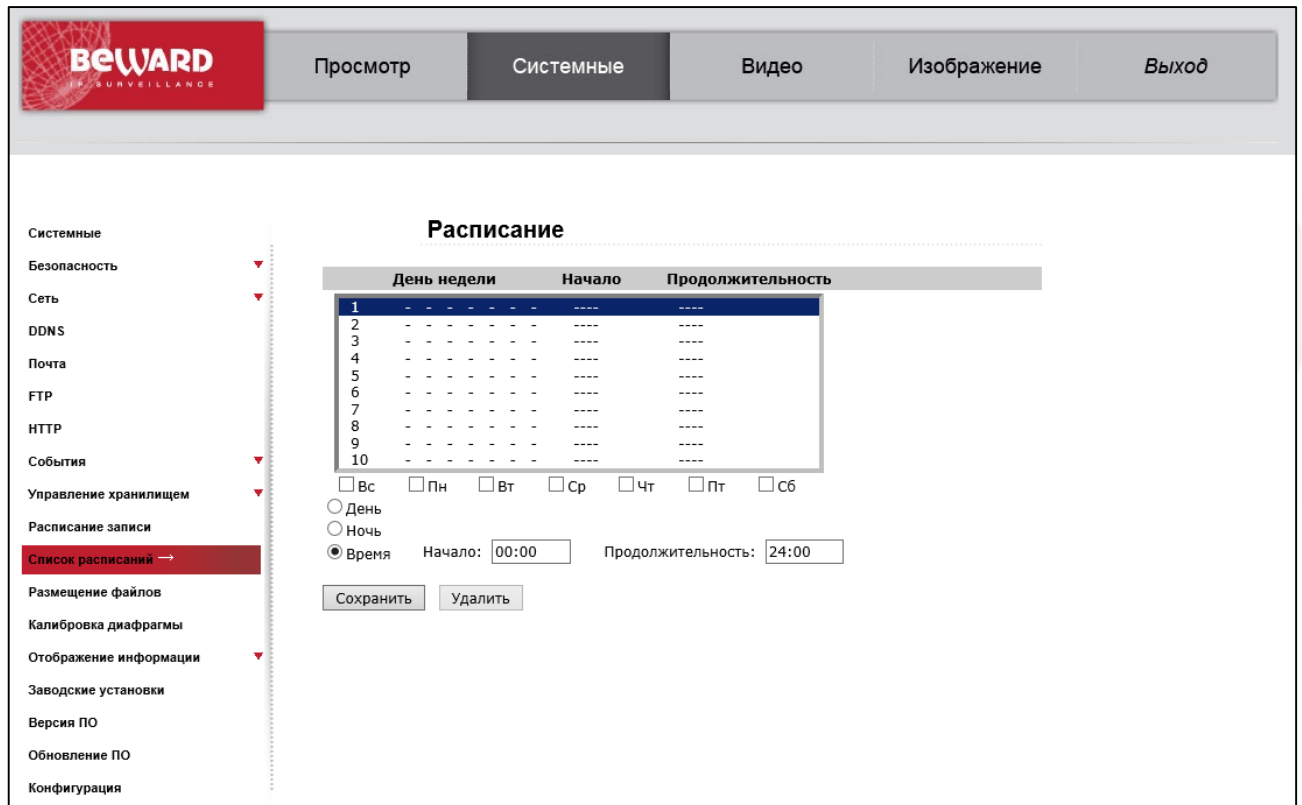 BEWARD
IP SURVEILLANCE
Просмотр Системные Видео Изображение Выход
Системные
Безопасность
Сеть
DDNS
Почта
FTP
HTTP
События
Управление хранилищем
Расписание записи
Список расписаний →
Размещение файлов
Калибровка диафрагмы
Отображение информации
Заводские установки
Версия ПО
Обновление ПО
Конфигурация
Расписание
День недели Начало Продолжительность
1 - - - - - - - ---- ----
2 - - - - - - - ---- ----
3 - - - - - - - ---- ----
4 - - - - - - - ---- ----
5 - - - - - - - ---- ----
6 - - - - - - - ---- ----
7 - - - - - - - ---- ----
8 - - - - - - - ---- ----
9 - - - - - - - ---- ----
10 - - - - - - - ---- ----
Вс Пн Вт Ср Чт Пт Сб
День
Ночь
Время Начало: 00:00 Продолжительность: 24:00
Сохранить Удалить